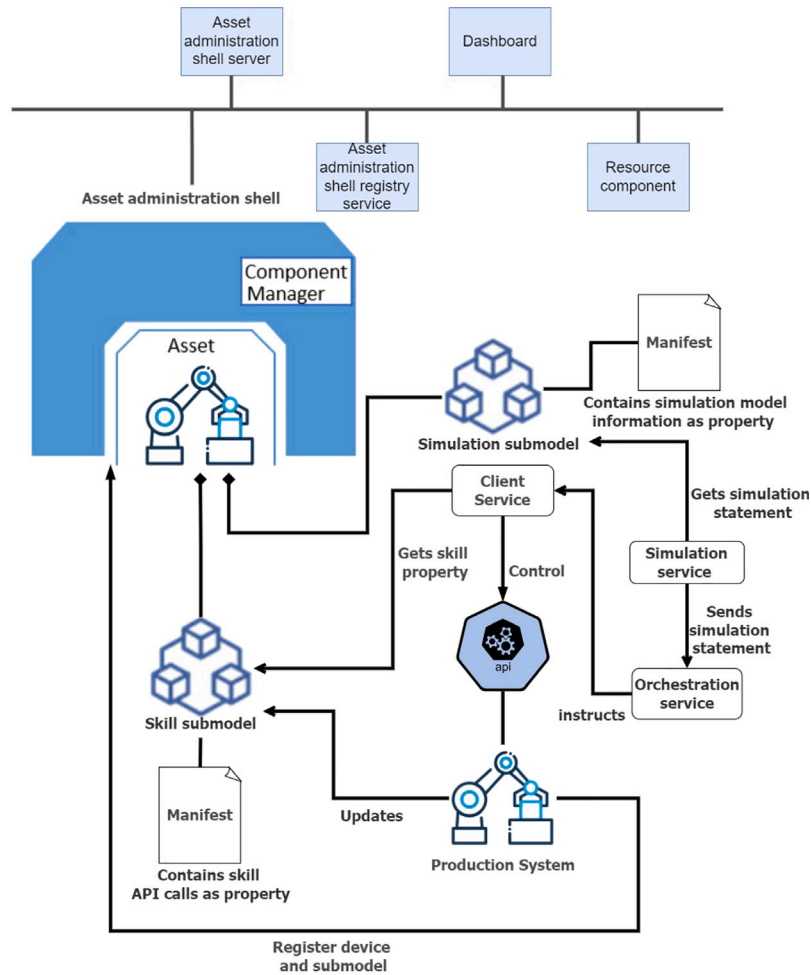 Asset
administration
shell server
Dashboard
Asset
administration
shell registry
service
Resource
component
Asset administration shell
Component
Manager
Asset
Manifest
Contains simulation model
information as property
Simulation submodel
Client
Service
Gets simulation
statement
Gets skill
property
Control
Simulation
service
Sends
simulation
statement
api
Orchestration
service
instructs
Skill submodel
Manifest
Updates
Contains skill
API calls as property
Production System
Register device
and submodel